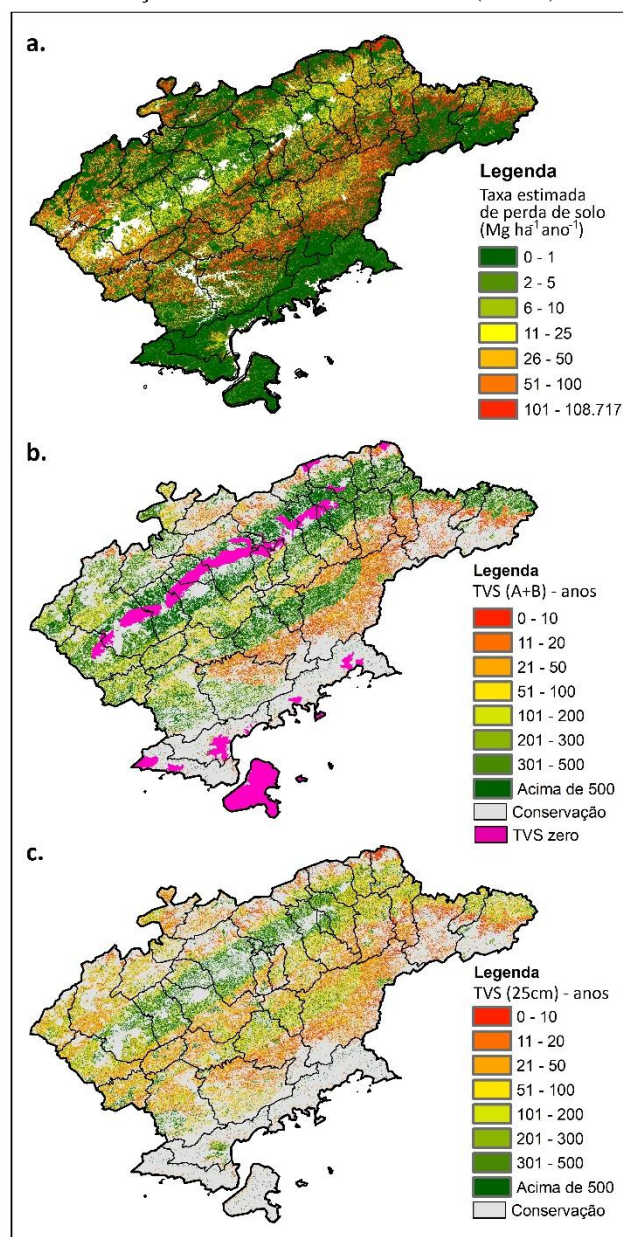 a.
Legenda
Taxa estimada
de perda de solo
(Mg ha⁻¹ano⁻¹)
0 - 1
2 - 5
6 - 10
11 - 25
26 - 50
51 - 100
101 - 108.717
b.
Legenda
TVS (A+B) - anos
0 - 10
11 - 20
21 - 50
51 - 100
101 - 200
201 - 300
301 - 500
Acima de 500
Conservação
TVS zero
c.
Legenda
TVS (25cm) - anos
0 - 10
11 - 20
21 - 50
51 - 100
101 - 200
201 - 300
301 - 500
Acima de 500
Conservação